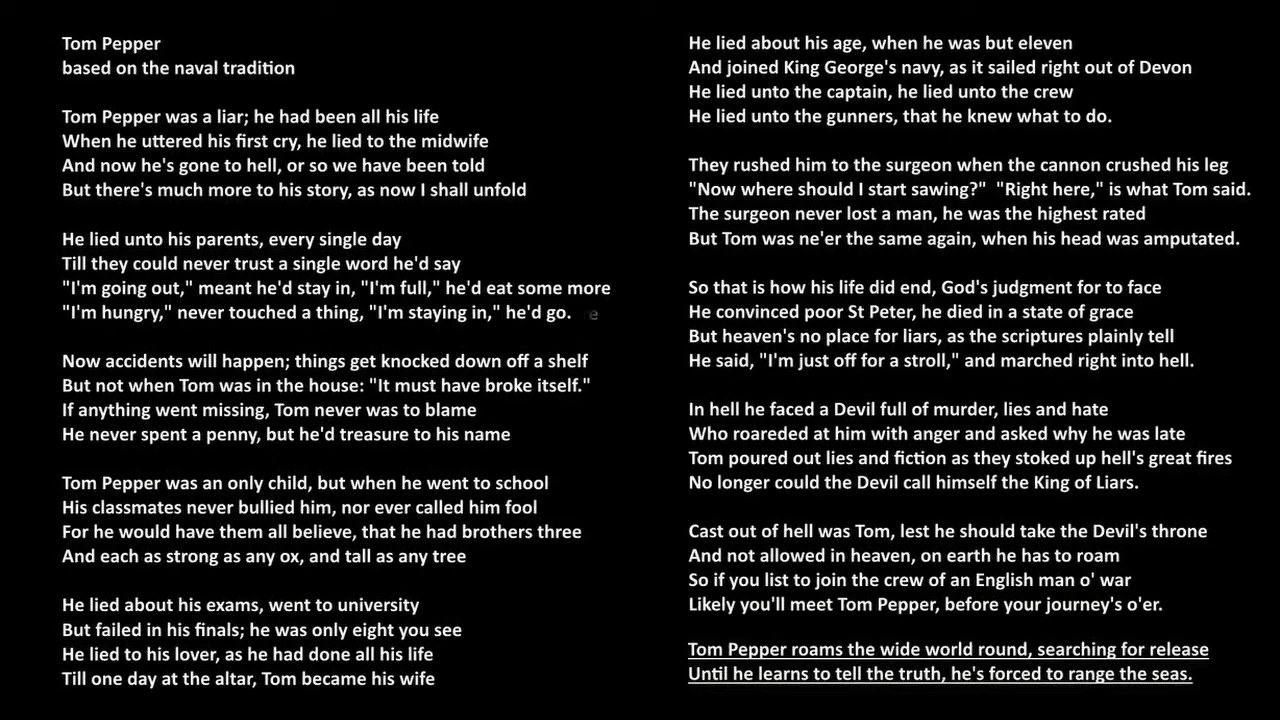 Tom Pepper
based on the naval tradition
Tom Pepper was a liar; he had been all his life
When he uttered his first cry, he lied to the midwife
And now he's gone to hell, or so we have been told
But there's much more to his story, as now I shall unfold
He lied unto his parents, every single day
Till they could never trust a single word he'd say
"I'm going out," meant he'd stay in, "I'm full," he'd eat some more
"I'm hungry," never touched a thing, "I'm staying in," he'd go. e
Now accidents will happen; things get knocked down off a shelf
But not when Tom was in the house: "It must have broke itself."
If anything went missing, Tom never was to blame
He never spent a penny, but he'd treasure to his name
Tom Pepper was an only child, but when he went to school
His classmates never bullied him, nor ever called him fool
For he would have them all believe, that he had brothers three
And each as strong as any ox, and tall as any tree
He lied about his exams, went to university
But failed in his finals; he was only eight you see
He lied to his lover, as he had done all his life
Till one day at the altar, Tom became his wife
He lied about his age, when he was but eleven
And joined King George's navy, as it sailed right out of Devon
He lied unto the captain, he lied unto the crew
He lied unto the gunners, that he knew what to do.
They rushed him to the surgeon when the cannon crushed his leg
"Now where should I start sawing?"  "Right here," is what Tom said.
The surgeon never lost a man, he was the highest rated
But Tom was ne'er the same again, when his head was amputated.
So that is how his life did end, God's judgment for to face
He convinced poor St Peter, he died in a state of grace
But heaven's no place for liars, as the scriptures plainly tell
He said, "I'm just off for a stroll," and marched right into hell.
In hell he faced a Devil full of murder, lies and hate
Who roareded at him with anger and asked why he was late
Tom poured out lies and fiction as they stoked up hell's great fires
No longer could the Devil call himself the King of Liars.
Cast out of hell was Tom, lest he should take the Devil's throne
And not allowed in heaven, on earth he has to roam
So if you list to join the crew of an English man o' war
Likely you'll meet Tom Pepper, before your journey's o'er.
Tom Pepper roams the wide world round, searching for release
Until he learns to tell the truth, he's forced to range the seas.